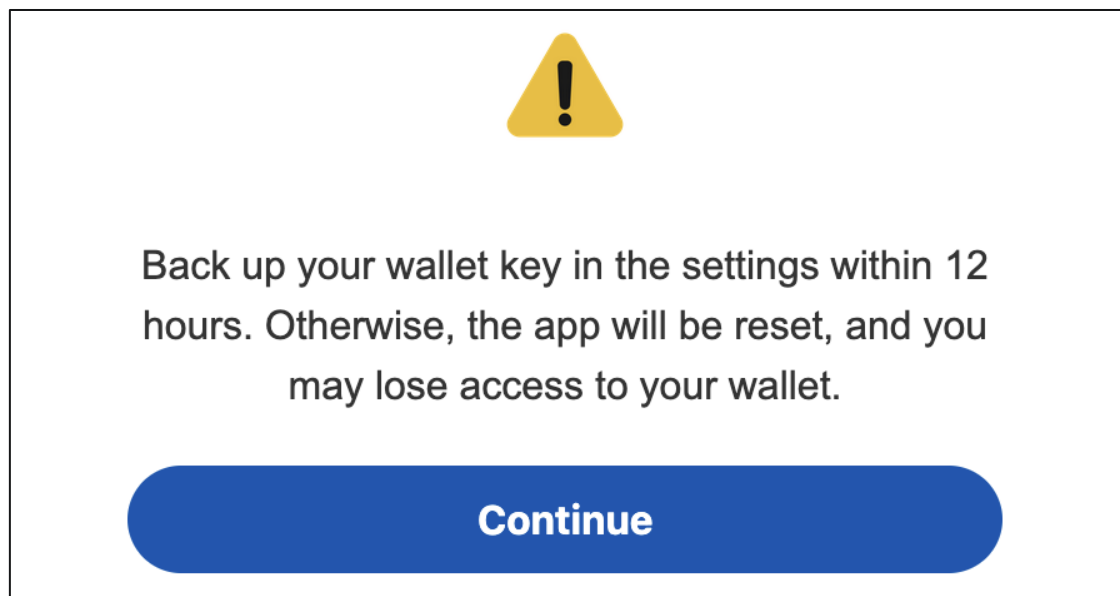 Back up your wallet key in the settings within 12
hours. Otherwise, the app will be reset, and you
may lose access to your wallet.
Continue